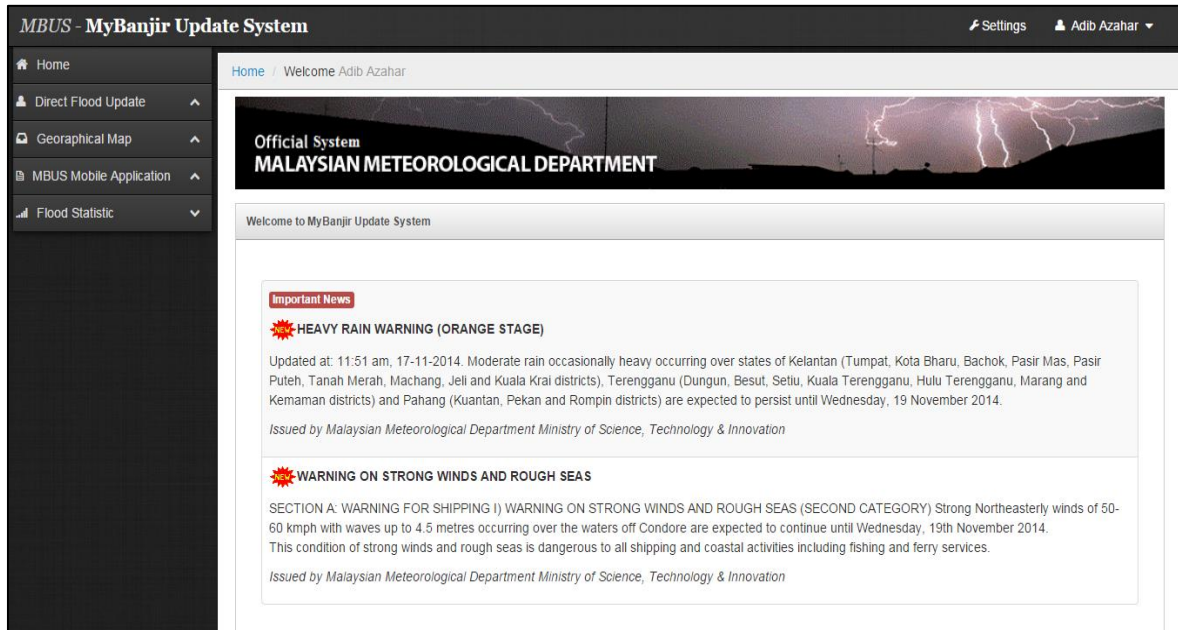 MBUS - MyBanjir Update System
Settings
Adib Azahar
Home
Direct Flood Update
Georaphical Map
MBUS Mobile Application
Flood Statistic
Home / Welcome Adib Azahar
Official System
MALAYSIAN METEOROLOGICAL DEPARTMENT
Welcome to MyBanjir Update System
Important News
NEW HEAVY RAIN WARNING (ORANGE STAGE)
Updated at: 11:51 am, 17-11-2014. Moderate rain occasionally heavy occurring over states of Kelantan (Tumpat, Kota Bharu, Bachok, Pasir Mas, Pasir
Puteh, Tanah Merah, Machang, Jeli and Kuala Krai districts), Terengganu (Dungun, Besut, Setiu, Kuala Terengganu, Hulu Terengganu, Marang and
Kemaman districts) and Pahang (Kuantan, Pekan and Rompin districts) are expected to persist until Wednesday, 19 November 2014.
Issued by Malaysian Meteorological Department Ministry of Science, Technology & Innovation
NEW WARNING ON STRONG WINDS AND ROUGH SEAS
SECTION A: WARNING FOR SHIPPING I) WARNING ON STRONG WINDS AND ROUGH SEAS (SECOND CATEGORY) Strong Northeasterly winds of 50-
60 kmph with waves up to 4.5 metres occurring over the waters off Condore are expected to continue until Wednesday, 19th November 2014.
This condition of strong winds and rough seas is dangerous to all shipping and coastal activities including fishing and ferry services.
Issued by Malaysian Meteorological Department Ministry of Science, Technology & Innovation